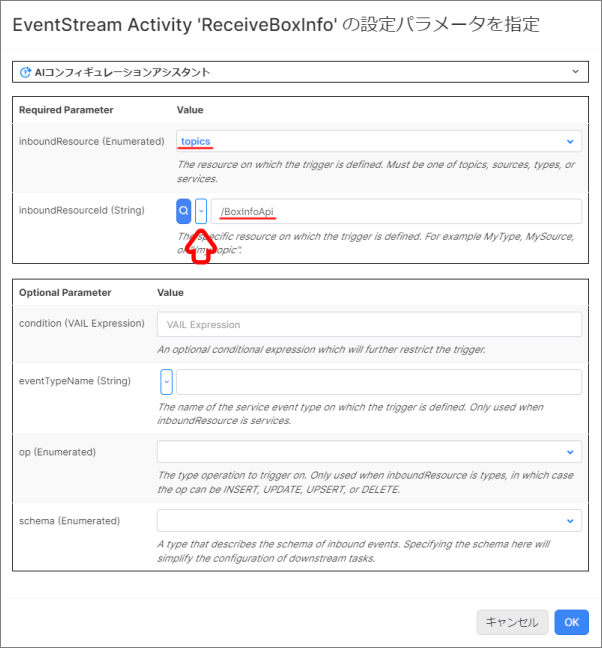 EventStream Activity 'ReceiveBoxInfo' の設定パラメータを指定
AIコンフィギュレーションアシスタント
Required Parameter Value
inboundResource (Enumerated) topics
The resource on which the trigger is defined. Must be one of topics, sources, types, or
services.
inboundResourceId (String) /BoxInfoApi
The specific resource on which the trigger is defined. For example MyType, MySource,
or "/my/topic".
Optional Parameter Value
condition (VAIL Expression) VAIL Expression
An optional conditional expression which will further restrict the trigger.
eventTypeName (String)
The name of the service event type on which the trigger is defined. Only used when
inboundResource is services.
op (Enumerated)
The type operation to trigger on. Only used when inboundResource is types, in which case
the op can be INSERT, UPDATE, UPSERT, or DELETE.
schema (Enumerated)
A type that describes the schema of inbound events. Specifying the schema here will
simplify the configuration of downstream tasks.
キャンセル OK